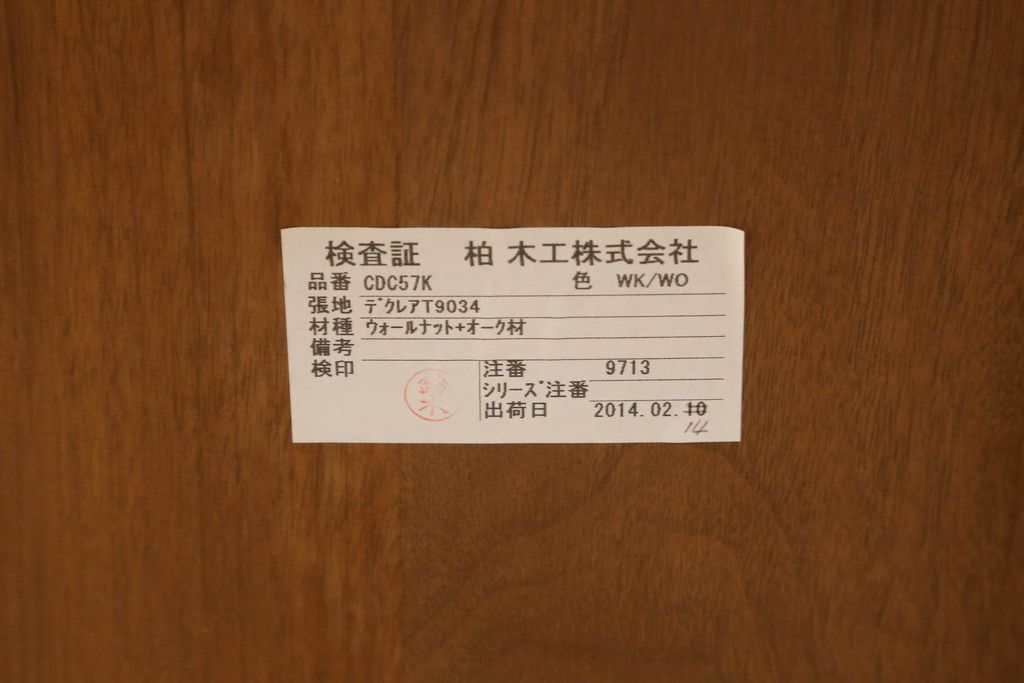 検査証 柏木工株式会社
品番 CDC57K 色 WK/WO
張地 デクレアT9034
材種 ウォールナット+オーク材
備考
検印 注番 9713
鈴木 シリーズ注番
出荷日 2014.02.10
14